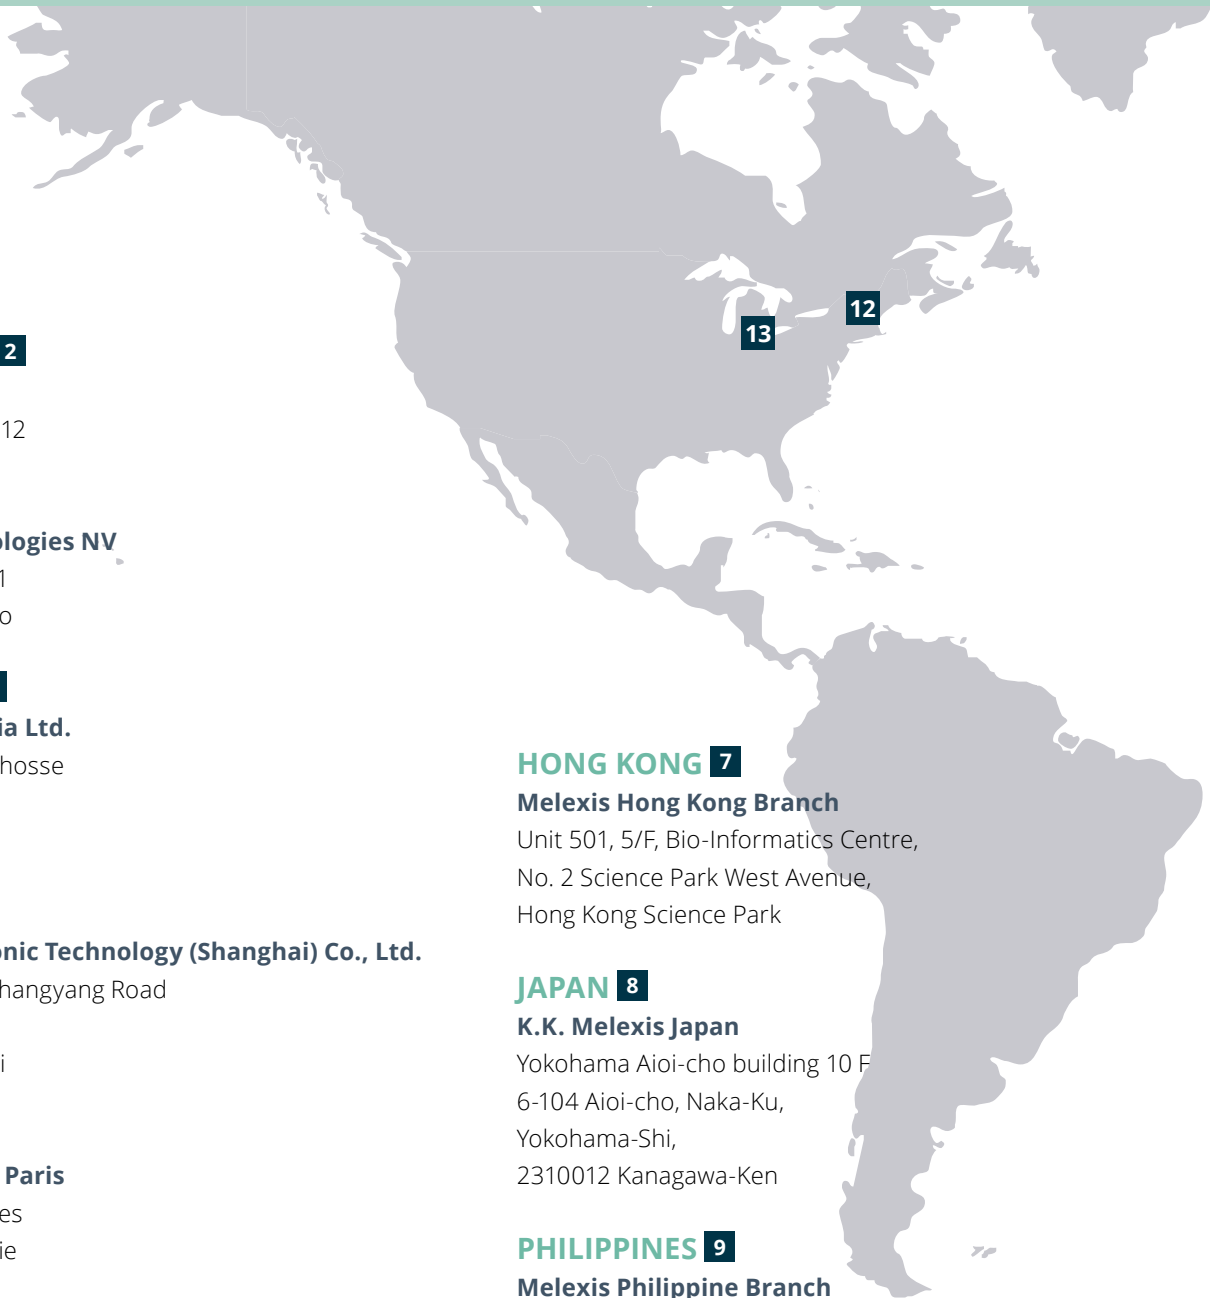 12
13
2
12
ologies NV
1
o
ia Ltd.
hosse
onic Technology (Shanghai) Co., Ltd.
hangyang Road
i
Paris
es
ie
HONG KONG 7
Melexis Hong Kong Branch
Unit 501, 5/F, Bio-Informatics Centre,
No. 2 Science Park West Avenue,
Hong Kong Science Park
JAPAN 8
K.K. Melexis Japan
Yokohama Aioi-cho building 10 F
6-104 Aioi-cho, Naka-Ku,
Yokohama-Shi,
2310012 Kanagawa-Ken
PHILIPPINES 9
Melexis Philippine Branch